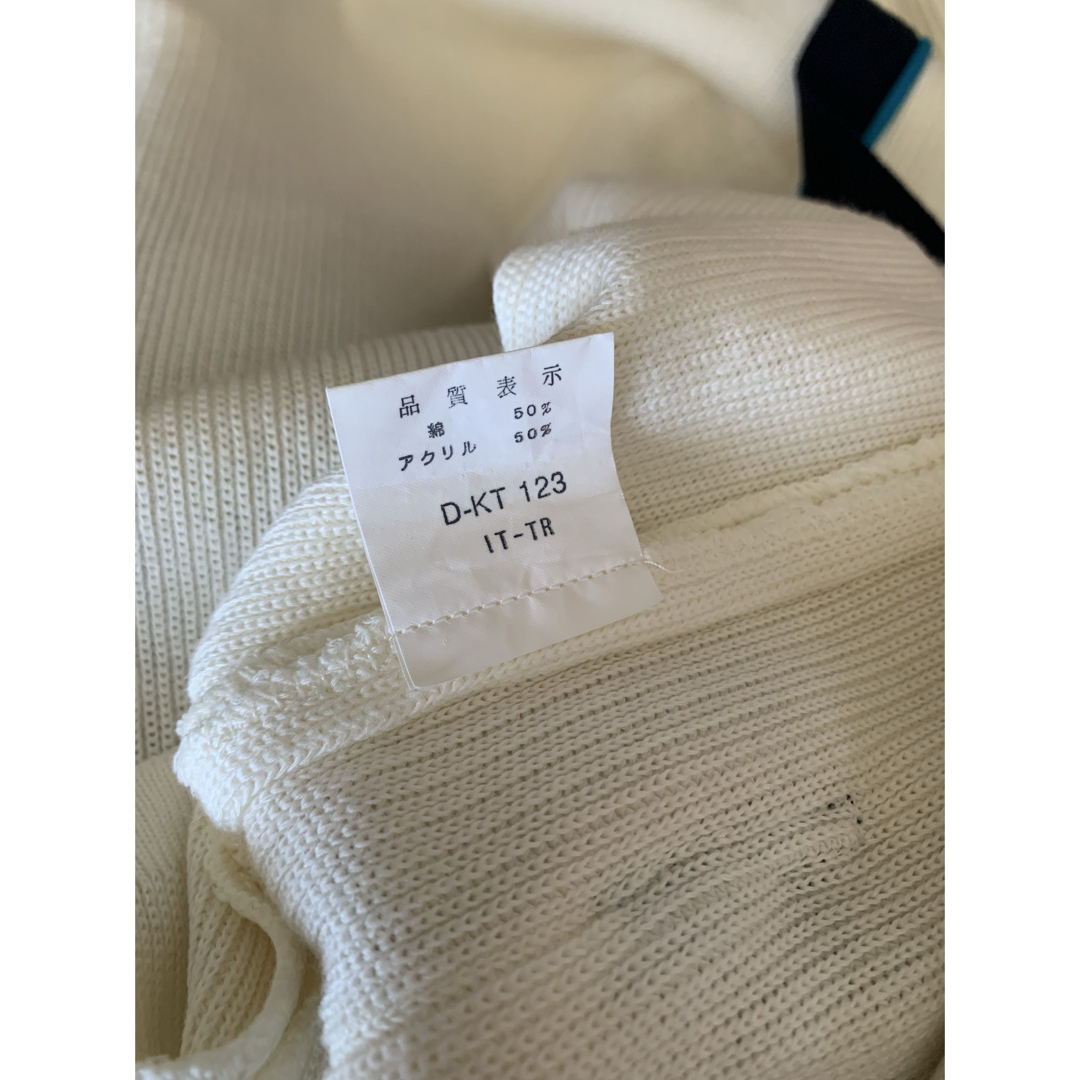 品質表示
綿 50%
アクリル 50%
D-KT 123
IT-TR